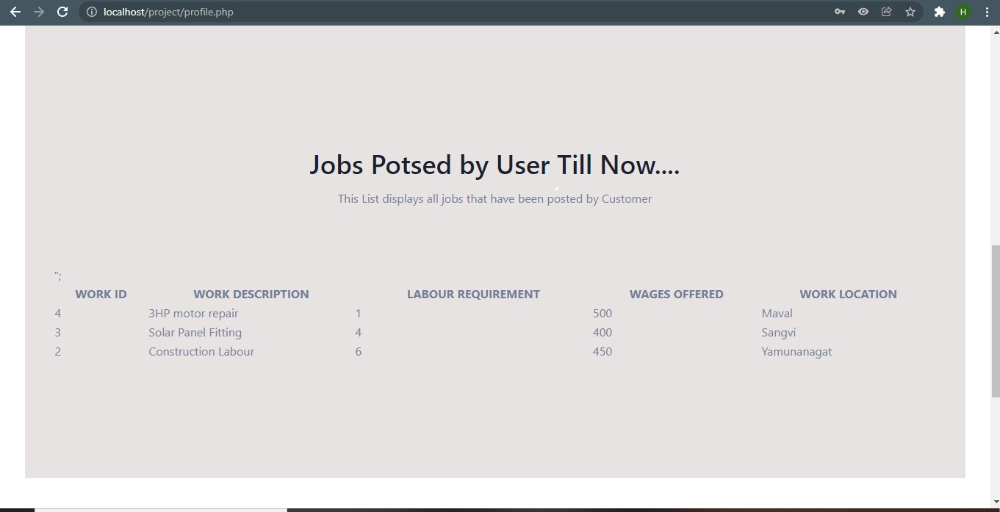 localhost/project/profile.php
H
Jobs Potsed by User Till Now....
This List displays all jobs that have been posted by Customer
";
WORK ID WORK DESCRIPTION LABOUR REQUIREMENT WAGES OFFERED WORK LOCATION
4 3HP motor repair 1 500 Maval
3 Solar Panel Fitting 4 400 Sangvi
2 Construction Labour 6 450 Yamunanagat